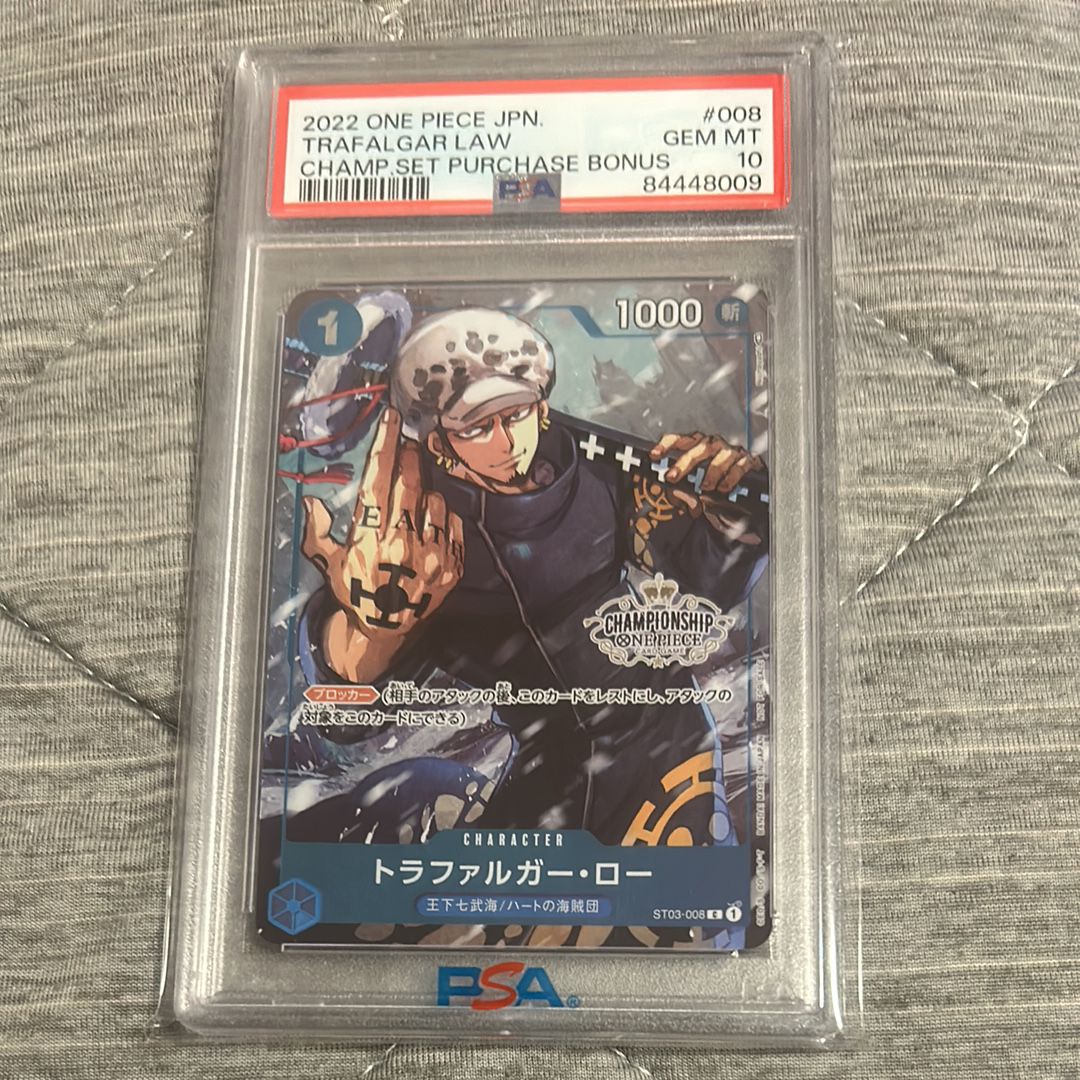 2022 ONE PIECE JPN. #008
TRAFALGAR LAW GEM MT
CHAMP.SET PURCHASE BONUS 10
84448009
PSA
1
1000 斬
EATH
CHAMPIONSHIP
ONE PIECE
CARD GAME
ブロッカー (相手のアタックの後、このカードをレストにし、アタックの
対象をこのカードにできる)
CHARACTER
トラファルガー・ロー
王下七武海/ハートの海賊団
ST03-008 C 1
PSA®